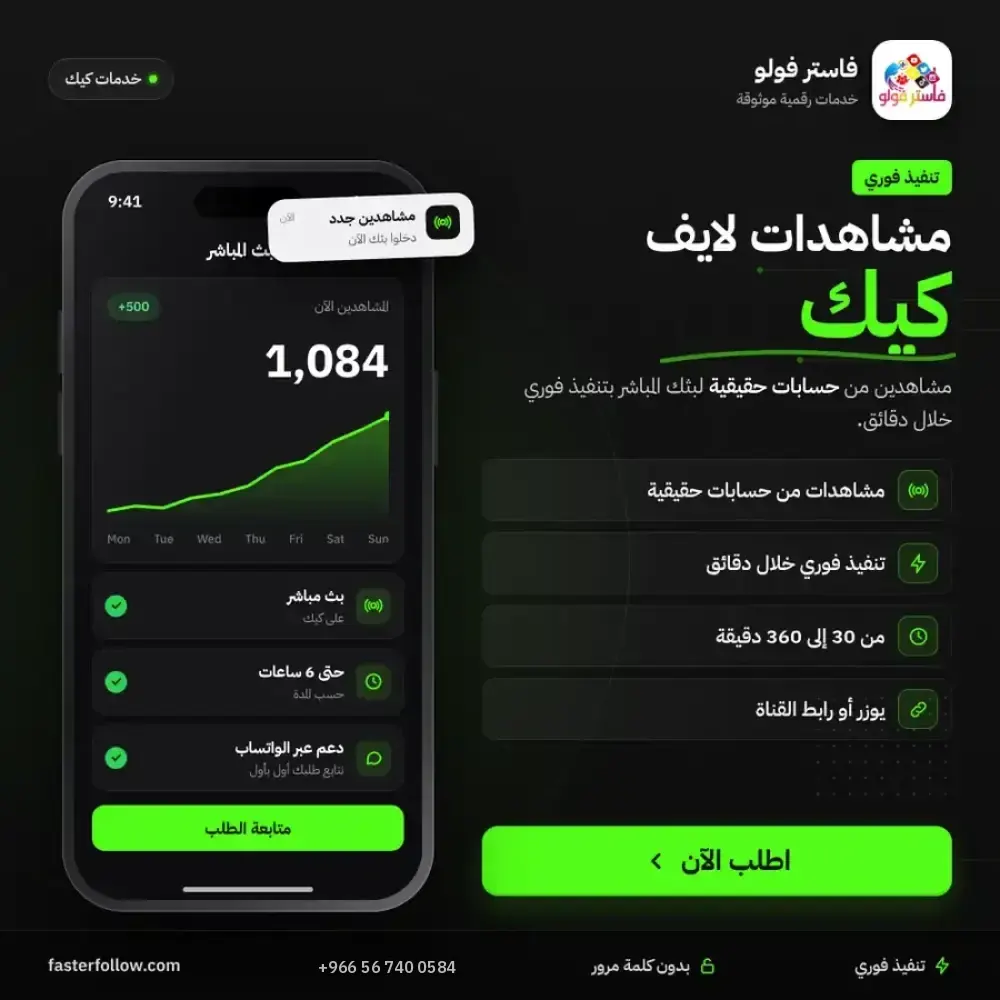 فاستر فولو
فاستر فولو
خدمات رقمية موثوقة
خدمات كيك
تنفيذ فوري
مشاهدات لايف
كيك
مشاهدين من حسابات حقيقية لبثك المباشر بتنفيذ فوري
خلال دقائق.
مشاهدات من حسابات حقيقية
تنفيذ فوري خلال دقائق
من 30 إلى 360 دقيقة
يوزر أو رابط القناة
اطلب الآن
9:41
مشاهدين جدد
الآن
دخلوا بثك الآن
بث المباشر
المشاهدين الآن
+500
1,084
Mon Tue Wed Thu Fri Sat Sun
بث مباشر
على كيك
حتى 6 ساعات
حسب المدة
دعم عبر الواتساب
نتابع طلبك أول بأول
متابعة الطلب
تنفيذ فوري
بدون كلمة مرور
+966 56 740 0584
fasterfollow.com